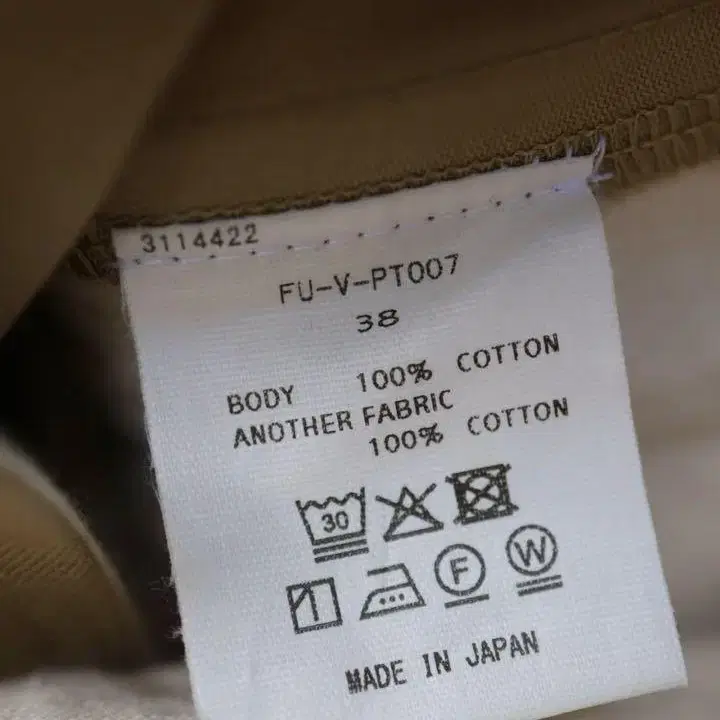 3114422
FU-V-PT007
38
BODY 100% COTTON
ANOTHER FABRIC
100% COTTON
30
F W
MADE IN JAPAN